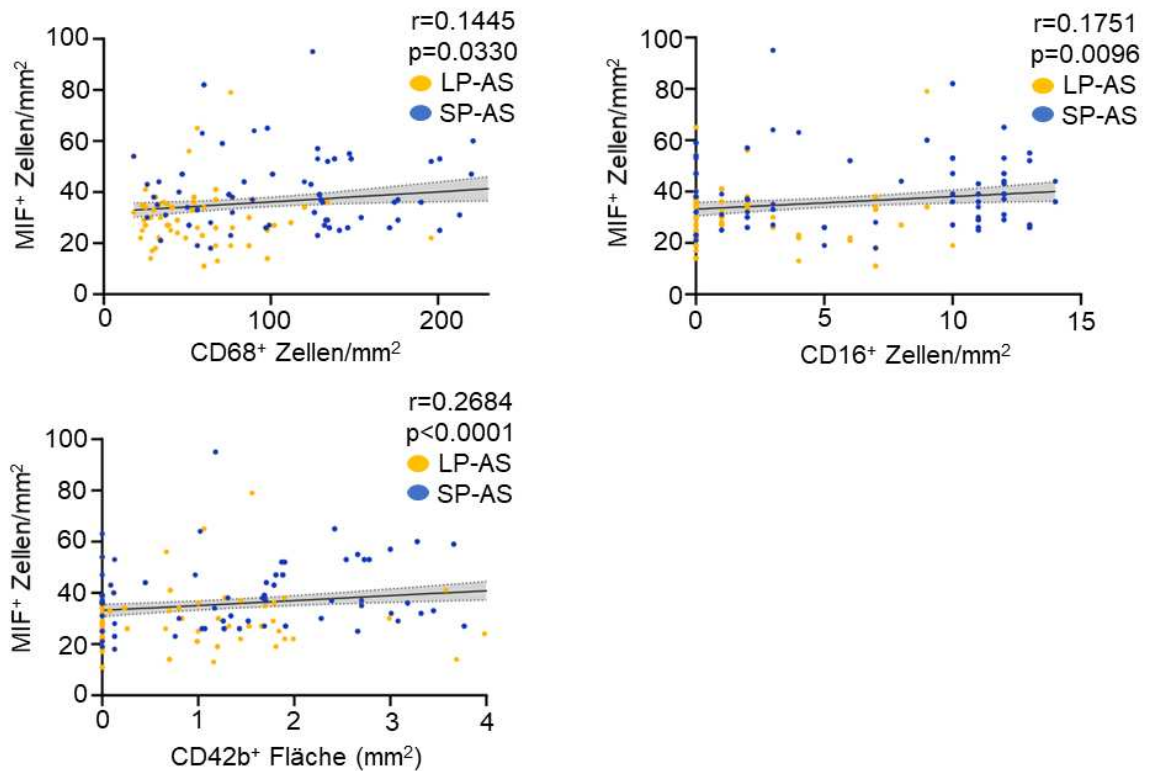 r=0.1445
p=0.0330
LP-AS
SP-AS
MIF⁺ Zellen/mm²
100
80
60
40
20
0
0 100 200
CD68⁺ Zellen/mm²
r=0.1751
p=0.0096
LP-AS
SP-AS
MIF⁺ Zellen/mm²
100
80
60
40
20
0
0 5 10 15
CD16⁺ Zellen/mm²
r=0.2684
p<0.0001
LP-AS
SP-AS
MIF⁺ Zellen/mm²
100
80
60
40
20
0
0 1 2 3 4
CD42b⁺ Fläche (mm²)